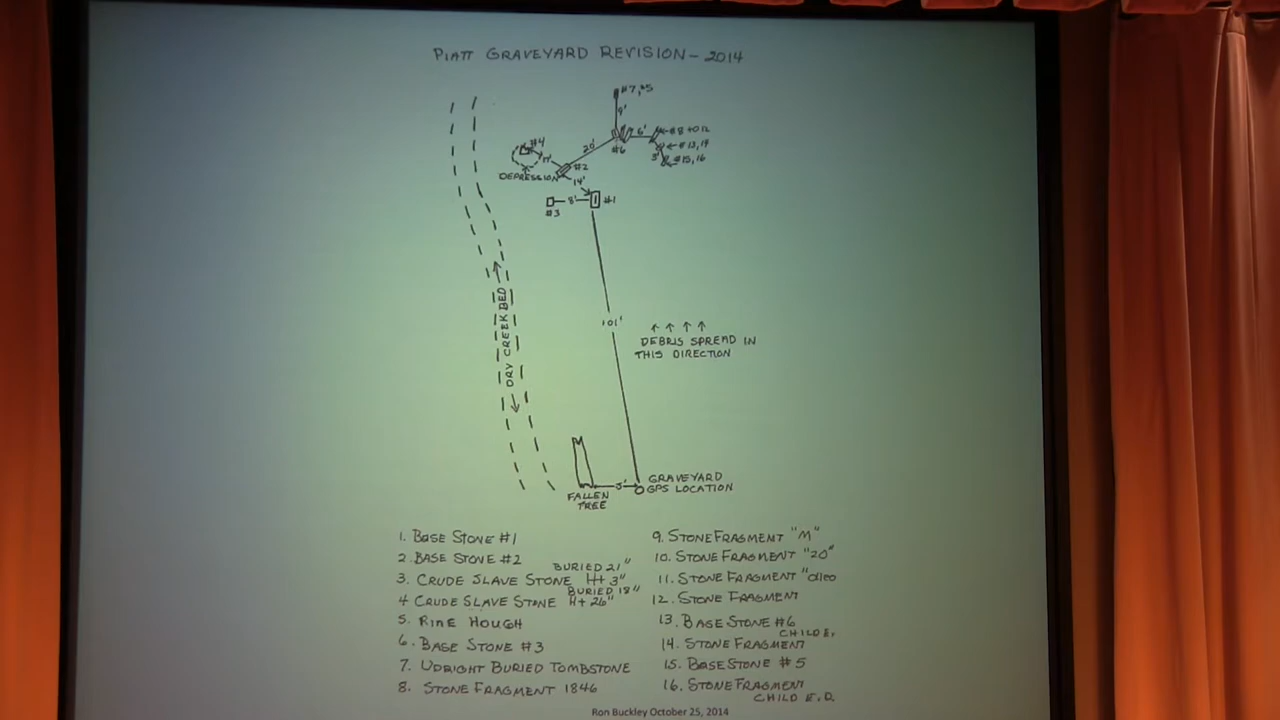 PIATT GRAVEYARD REVISION - 2014
#7, #5
9'
#4
20'
#6
6'
#8 TO 12
#13, 14
3'
#15, 16
11'
#2
DEPRESSION
14'
8'
#1
#3
DRY CREEK BED
101'
DEBRIS SPREAD IN
THIS DIRECTION
GRAVEYARD
GPS LOCATION
FALLEN
TREE
1. BASE STONE #1
2. BASE STONE #2
BURIED 21"
3. CRUDE SLAVE STONE Ht 3"
BURIED 18"
4 CRUDE SLAVE STONE Ht 26"
5. RINE HOUGH
6. BASE STONE #3
7. UPRIGHT BURIED TOMBSTONE
8. STONE FRAGMENT 1846
9. STONE FRAGMENT "M"
10. STONE FRAGMENT "20"
11. STONE FRAGMENT
12. STONE FRAGMENT
13. BASE STONE #6
CHILD E.
14. STONE FRAGMENT
15. BASE STONE #5
16. STONE FRAGMENT
CHILD E.D.
Ron Buckley October 25, 2014